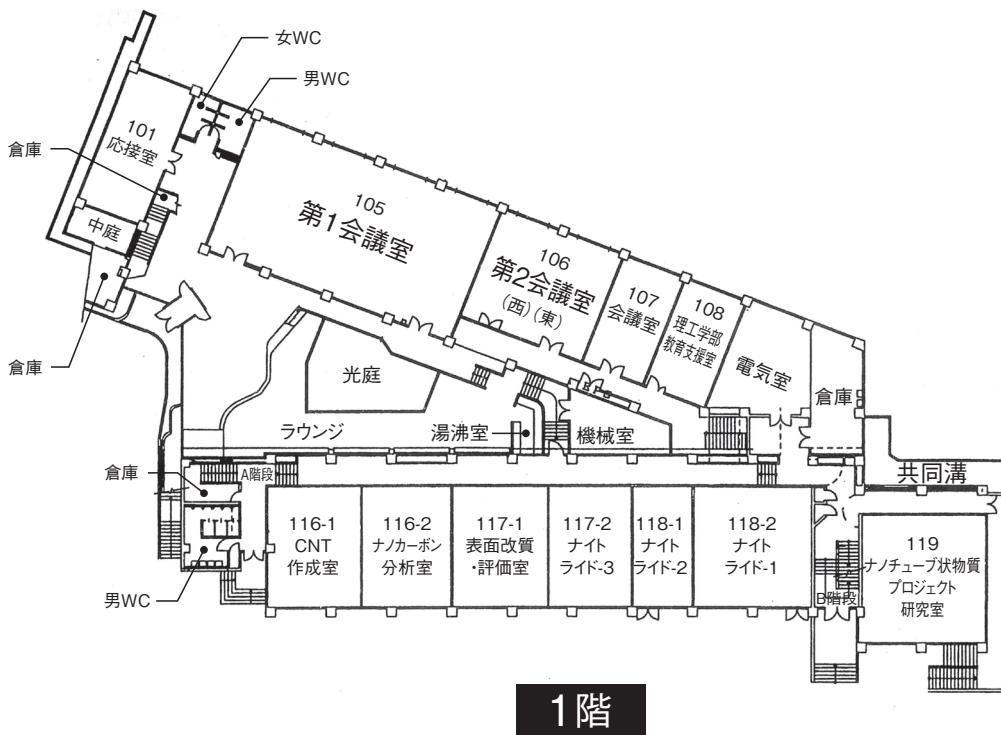 女WC
男WC
101
応接室
倉庫
中庭
倉庫
105
第1会議室
106
第2会議室
(西)(東)
107
会議室
108
理工学部
教育支援室
電気室
倉庫
光庭
ラウンジ
湯沸室
機械室
共同溝
倉庫
A階段
男WC
116-1
CNT
作成室
116-2
ナノカーボン
分析室
117-1
表面改質
・評価室
117-2
ナイト
ライド-3
118-1
ナイト
ライド-2
118-2
ナイト
ライド-1
B階段
119
ナノチューブ状物質
プロジェクト
研究室
1階